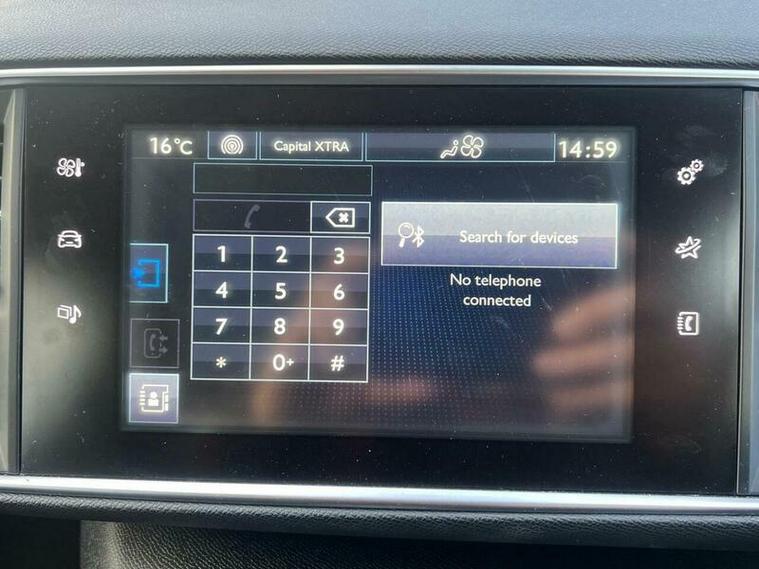 16°C Capital XTRA 14:59
1 2 3
4 5 6
7 8 9
* 0+ #
Search for devices
No telephone
connected